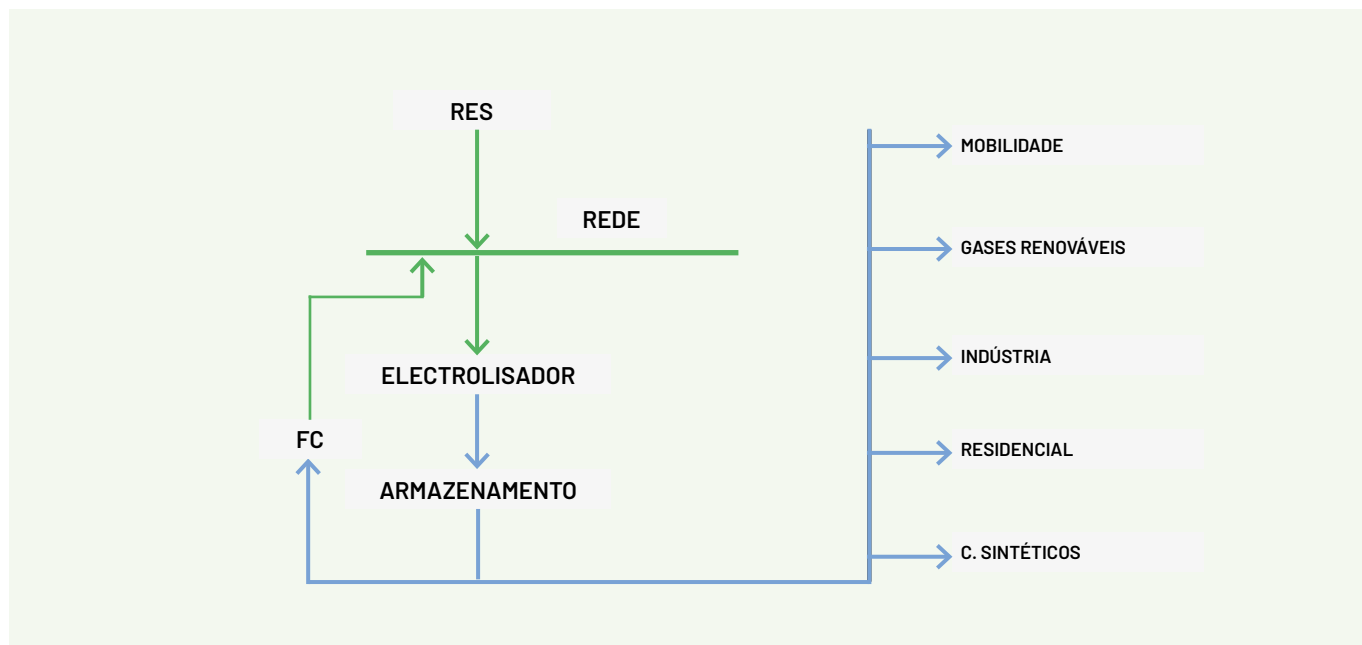 RES
REDE
ELECTROLISADOR
FC
ARMAZENAMENTO
MOBILIDADE
GASES RENOVÁVEIS
INDÚSTRIA
RESIDENCIAL
C. SINTÉTICOS